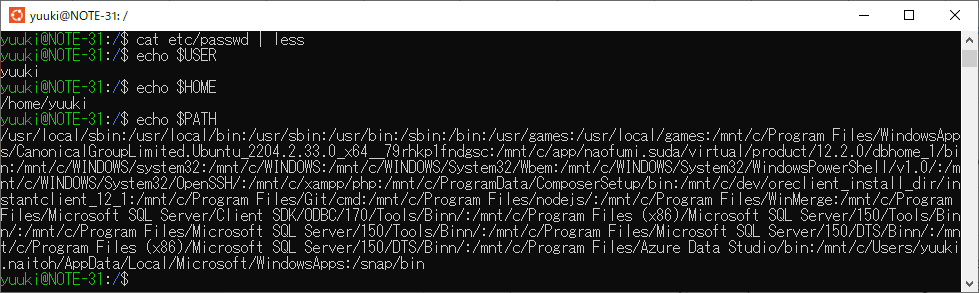 yuuki@NOTE-31: /
yuuki@NOTE-31:/$ cat etc/passwd | less
yuuki@NOTE-31:/$ echo $USER
yuuki
yuuki@NOTE-31:/$ echo $HOME
/home/yuuki
yuuki@NOTE-31:/$ echo $PATH
/usr/local/sbin:/usr/local/bin:/usr/sbin:/usr/bin:/sbin:/bin:/usr/games:/usr/local/games:/mnt/c/Program Files/WindowsApp
s/CanonicalGroupLimited.Ubuntu_2204.2.33.0_x64__79rhkp1fndgsc:/mnt/c/app/naofumi.suda/virtual/product/12.2.0/dbhome_1/bi
n:/mnt/c/WINDOWS/system32:/mnt/c/WINDOWS:/mnt/c/WINDOWS/System32/Wbem:/mnt/c/WINDOWS/System32/WindowsPowerShell/v1.0/:/m
nt/c/WINDOWS/System32/OpenSSH/:/mnt/c/xampp/php:/mnt/c/ProgramData/ComposerSetup/bin:/mnt/c/dev/oreclient_install_dir/in
stantclient_12_1:/mnt/c/Program Files/Git/cmd:/mnt/c/Program Files/nodejs/:/mnt/c/Program Files/WinMerge:/mnt/c/Program
Files/Microsoft SQL Server/Client SDK/ODBC/170/Tools/Binn/:/mnt/c/Program Files (x86)/Microsoft SQL Server/150/Tools/Bin
n/:/mnt/c/Program Files/Microsoft SQL Server/150/Tools/Binn/:/mnt/c/Program Files/Microsoft SQL Server/150/DTS/Binn/:/mn
t/c/Program Files (x86)/Microsoft SQL Server/150/DTS/Binn/:/mnt/c/Program Files/Azure Data Studio/bin:/mnt/c/Users/yuuki
.naitoh/AppData/Local/Microsoft/WindowsApps:/snap/bin
yuuki@NOTE-31:/$